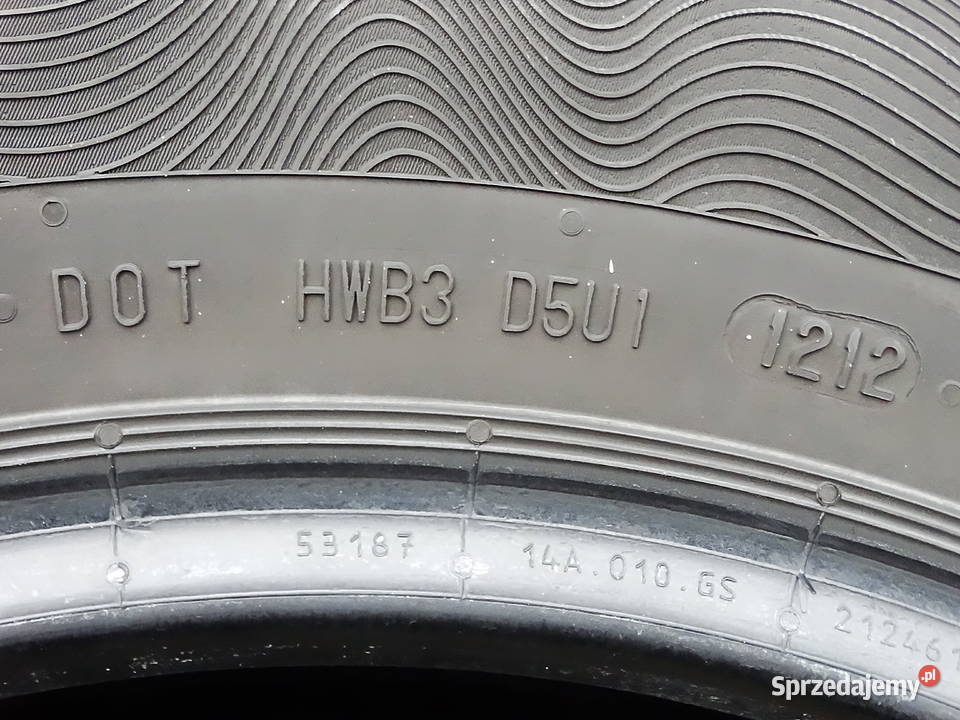 DOT HWB3 D5U1 1212
53187 14A.010.GS 212461
Sprzedajemy.pl